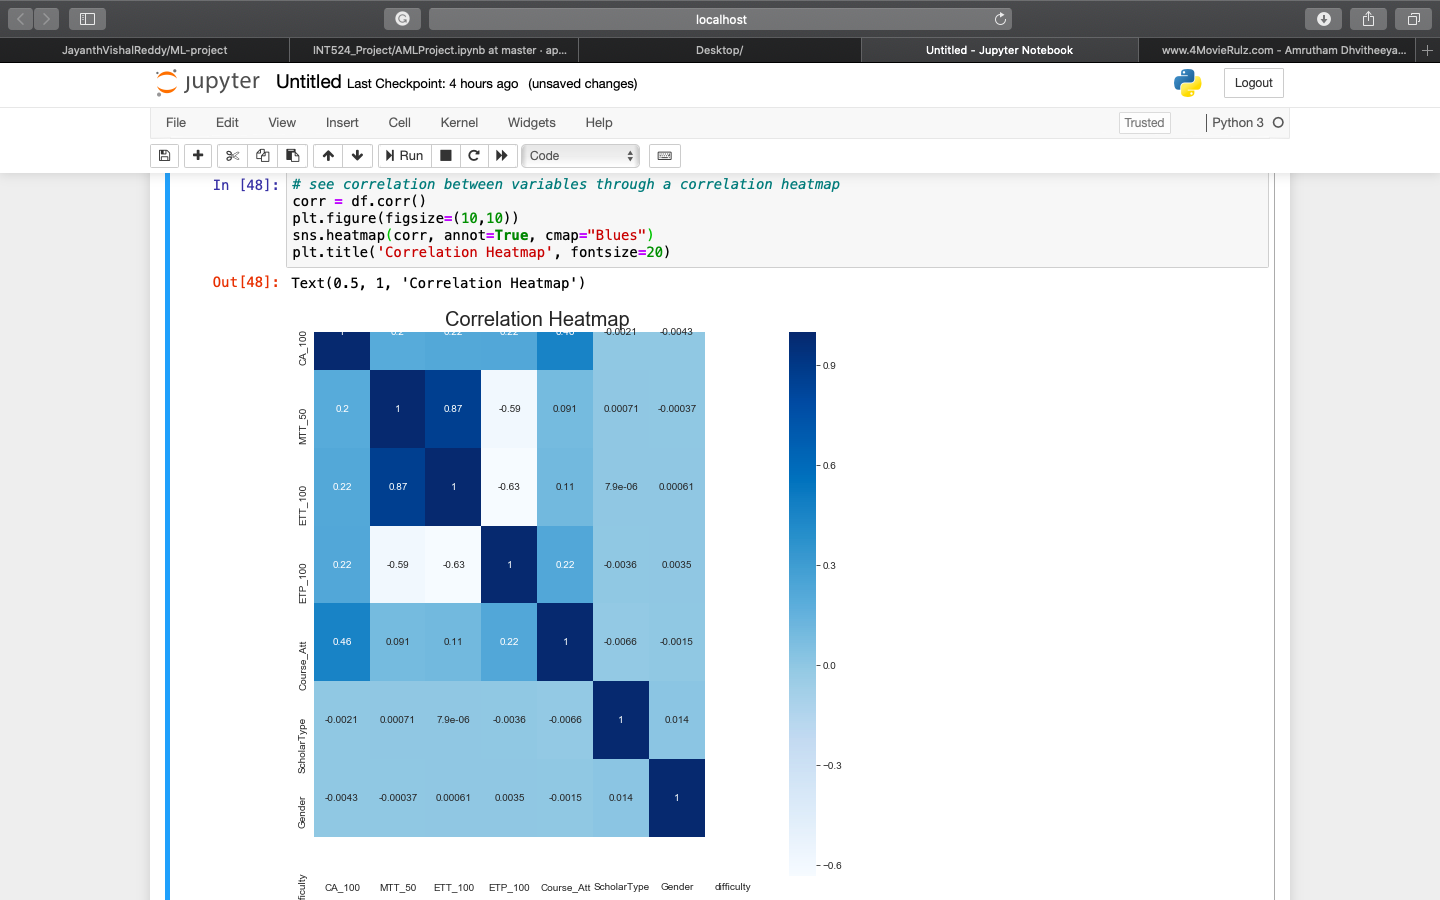 localhost
JayanthVishalReddy/ML-project
INT524_Project/AMLProject.ipynb at master · ap...
Desktop/
Untitled - Jupyter Notebook
www.4MovieRulz.com - Amrutham Dhvitheeya...
jupyter Untitled Last Checkpoint: 4 hours ago (unsaved changes)
Logout
File Edit View Insert Cell Kernel Widgets Help
Trusted
Python 3
Run
Code
In [48]: # see correlation between variables through a correlation heatmap
corr = df.corr()
plt.figure(figsize=(10,10))
sns.heatmap(corr, annot=True, cmap="Blues")
plt.title('Correlation Heatmap', fontsize=20)
Out[48]: Text(0.5, 1, 'Correlation Heatmap')
Correlation Heatmap
CA_100 1 0.2 0.22 0.22 0.46 -0.0021 -0.0043
MTT_50 0.2 1 0.87 -0.59 0.091 0.00071 -0.00037
ETT_100 0.22 0.87 1 -0.63 0.11 7.9e-06 0.00061
ETP_100 0.22 -0.59 -0.63 1 0.22 -0.0036 0.0035
Course_Att 0.46 0.091 0.11 0.22 1 -0.0066 -0.0015
ScholarType -0.0021 0.00071 7.9e-06 -0.0036 -0.0066 1 0.014
Gender -0.0043 -0.00037 0.00061 0.0035 -0.0015 0.014 1
ficulty
CA_100 MTT_50 ETT_100 ETP_100 Course_Att ScholarType Gender difficulty
0.9
0.6
0.3
0.0
−0.3
−0.6